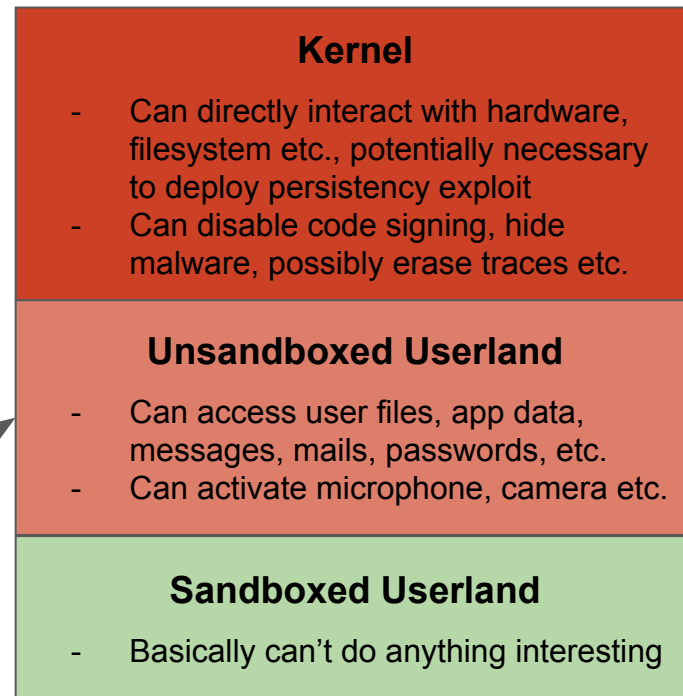 Kernel
- Can directly interact with hardware,
filesystem etc., potentially necessary
to deploy persistency exploit
- Can disable code signing, hide
malware, possibly erase traces etc.
Unsandboxed Userland
- Can access user files, app data,
messages, mails, passwords, etc.
- Can activate microphone, camera etc.
Sandboxed Userland
- Basically can’t do anything interesting